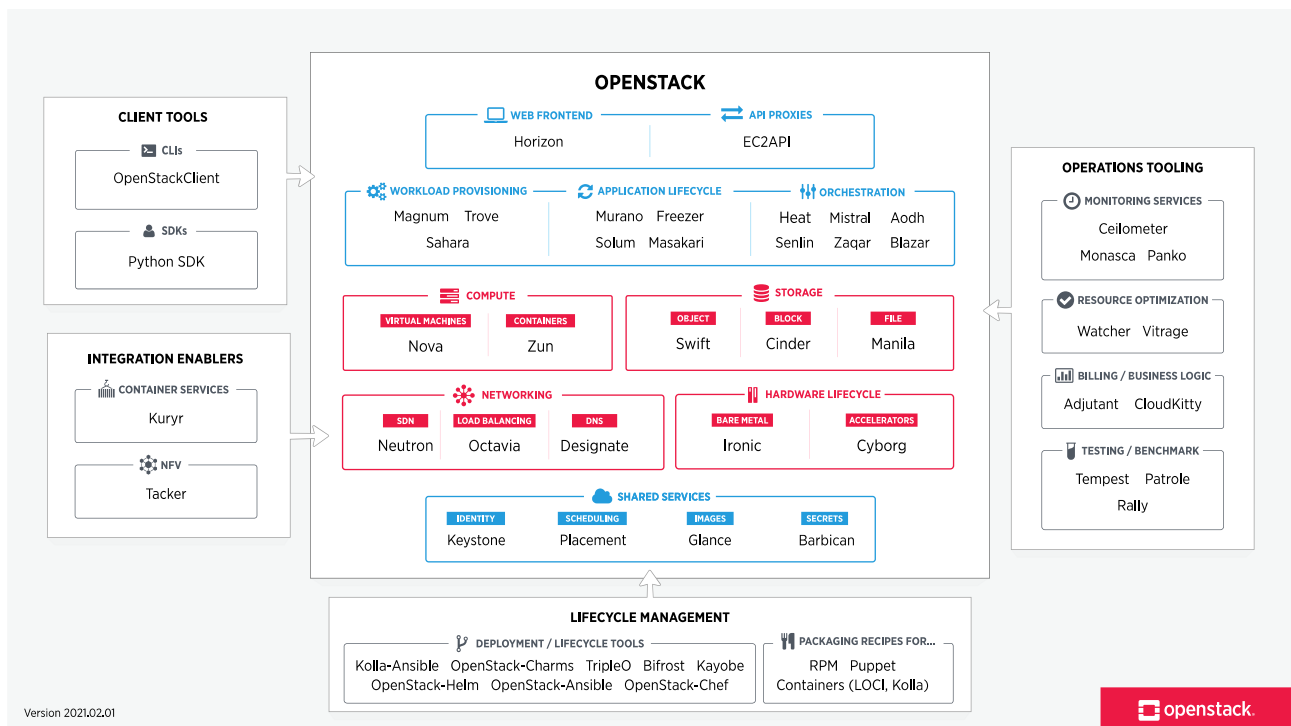 OPENSTACK
WEB FRONTEND
API PROXIES
Horizon
EC2API
WORKLOAD PROVISIONING
APPLICATION LIFECYCLE
ORCHESTRATION
Magnum Trove
Sahara
Murano Freezer
Solum Masakari
Heat Mistral Aodh
Senlin Zaqar Blazar
COMPUTE
VIRTUAL MACHINES
CONTAINERS
Nova
Zun
STORAGE
OBJECT
BLOCK
FILE
Swift
Cinder
Manila
NETWORKING
SDN
LOAD BALANCING
DNS
Neutron
Octavia
Designate
HARDWARE LIFECYCLE
BARE METAL
ACCELERATORS
Ironic
Cyborg
SHARED SERVICES
IDENTITY
SCHEDULING
IMAGES
SECRETS
Keystone
Placement
Glance
Barbican
CLIENT TOOLS
CLIs
OpenStackClient
SDKs
Python SDK
INTEGRATION ENABLERS
CONTAINER SERVICES
Kuryr
NFV
Tacker
OPERATIONS TOOLING
MONITORING SERVICES
Ceilometer
Monasca Panko
RESOURCE OPTIMIZATION
Watcher Vitrage
BILLING / BUSINESS LOGIC
Adjutant CloudKitty
TESTING / BENCHMARK
Tempest Patrole
Rally
LIFECYCLE MANAGEMENT
DEPLOYMENT / LIFECYCLE TOOLS
Kolla-Ansible OpenStack-Charms TripleO Bifrost Kayobe
OpenStack-Helm OpenStack-Ansible OpenStack-Chef
PACKAGING RECIPES FOR...
RPM Puppet
Containers (LOCI, Kolla)
Version 2021.02.01
openstack.